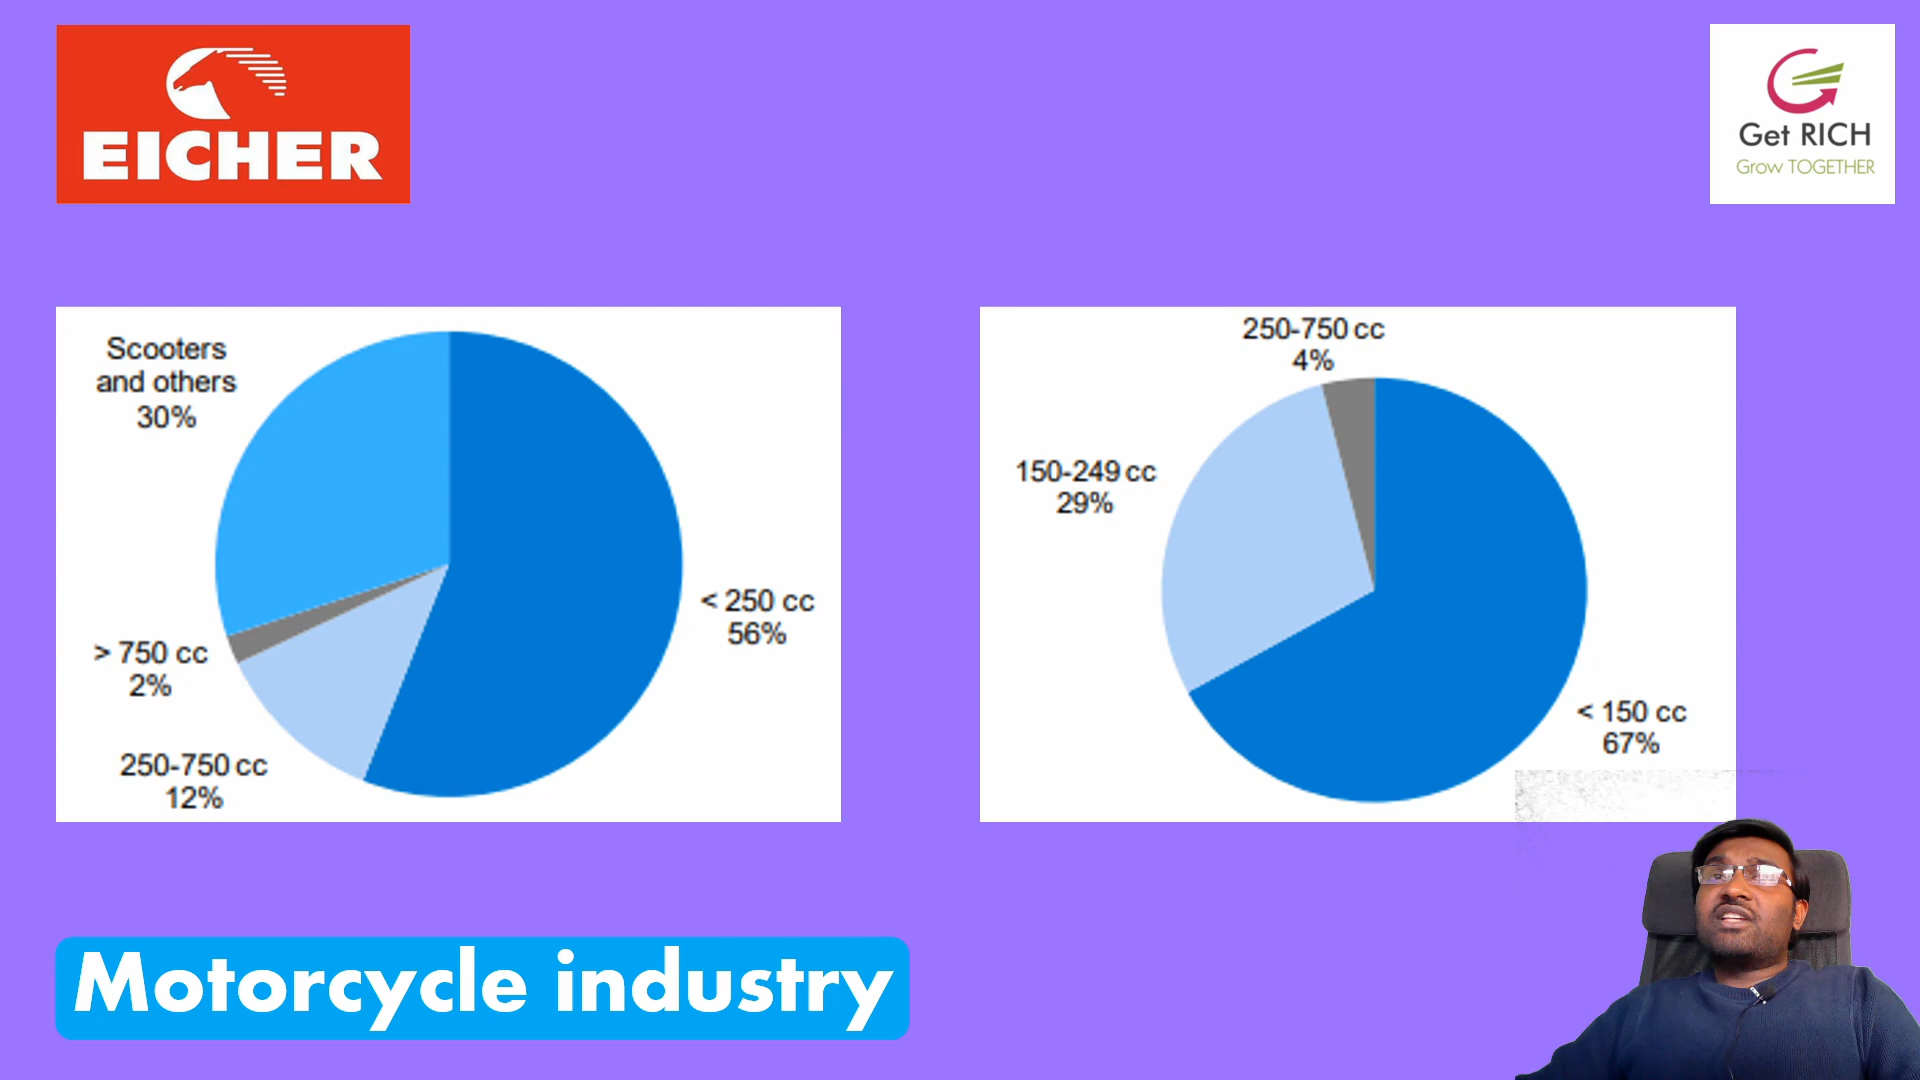 EICHER
Get RICH
Grow TOGETHER
Scooters
and others
30%
< 250 cc
56%
> 750 cc
2%
250-750 cc
12%
250-750 cc
4%
150-249 cc
29%
< 150 cc
67%
Motorcycle industry